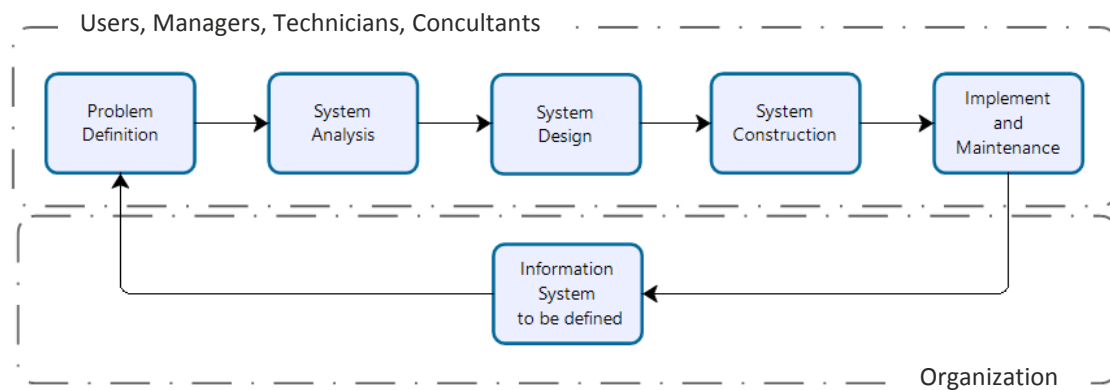 Users, Managers, Technicians, Concultants
Problem
Definition
System
Analysis
System
Design
System
Construction
Implement
and
Maintenance
Information
System
to be defined
Organization